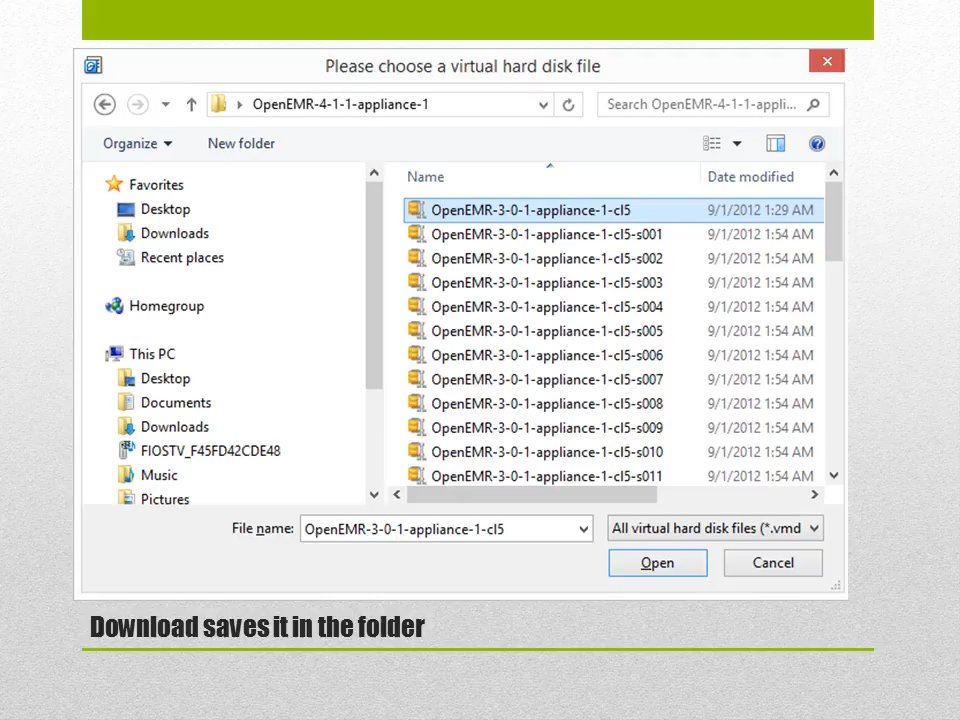 Please choose a virtual hard disk file
OpenEMR-4-1-1-appliance-1
Search OpenEMR-4-1-1-appli...
Organize
New folder
Name
Date modified
Favorites
Desktop
Downloads
Recent places
Homegroup
This PC
Desktop
Documents
Downloads
FIOSTV_F45FD42CDE48
Music
Pictures
OpenEMR-3-0-1-appliance-1-cl5 9/1/2012 1:29 AM
OpenEMR-3-0-1-appliance-1-cl5-s001 9/1/2012 1:54 AM
OpenEMR-3-0-1-appliance-1-cl5-s002 9/1/2012 1:54 AM
OpenEMR-3-0-1-appliance-1-cl5-s003 9/1/2012 1:54 AM
OpenEMR-3-0-1-appliance-1-cl5-s004 9/1/2012 1:54 AM
OpenEMR-3-0-1-appliance-1-cl5-s005 9/1/2012 1:54 AM
OpenEMR-3-0-1-appliance-1-cl5-s006 9/1/2012 1:54 AM
OpenEMR-3-0-1-appliance-1-cl5-s007 9/1/2012 1:54 AM
OpenEMR-3-0-1-appliance-1-cl5-s008 9/1/2012 1:54 AM
OpenEMR-3-0-1-appliance-1-cl5-s009 9/1/2012 1:54 AM
OpenEMR-3-0-1-appliance-1-cl5-s010 9/1/2012 1:54 AM
OpenEMR-3-0-1-appliance-1-cl5-s011 9/1/2012 1:54 AM
File name: OpenEMR-3-0-1-appliance-1-cl5
All virtual hard disk files (*.vmd
Open
Cancel
Download saves it in the folder